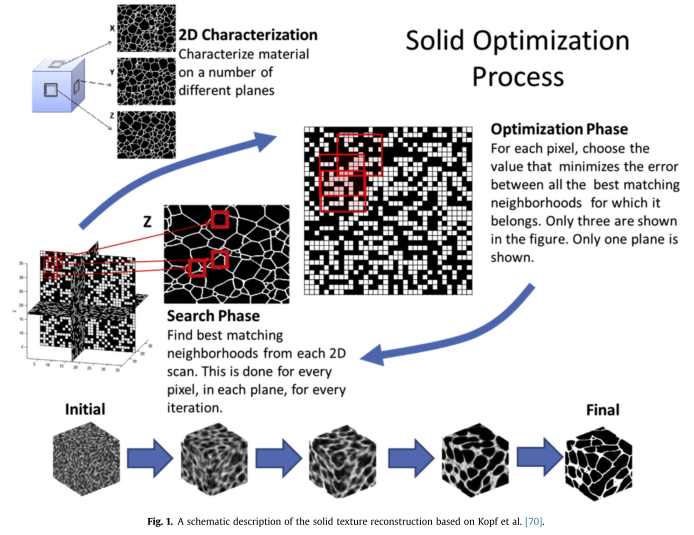 Solid Optimization
Process
X
Y
Z
2D Characterization
Characterize material
on a number of
different planes
Optimization Phase
For each pixel, choose the
value that minimizes the error
between all the best matching
neighborhoods for which it
belongs. Only three are shown
in the figure. Only one plane is
shown.
Z
Search Phase
Find best matching
neighborhoods from each 2D
scan. This is done for every
pixel, in each plane, for every
iteration.
Initial
Final
Fig. 1. A schematic description of the solid texture reconstruction based on Kopf et al. [70].